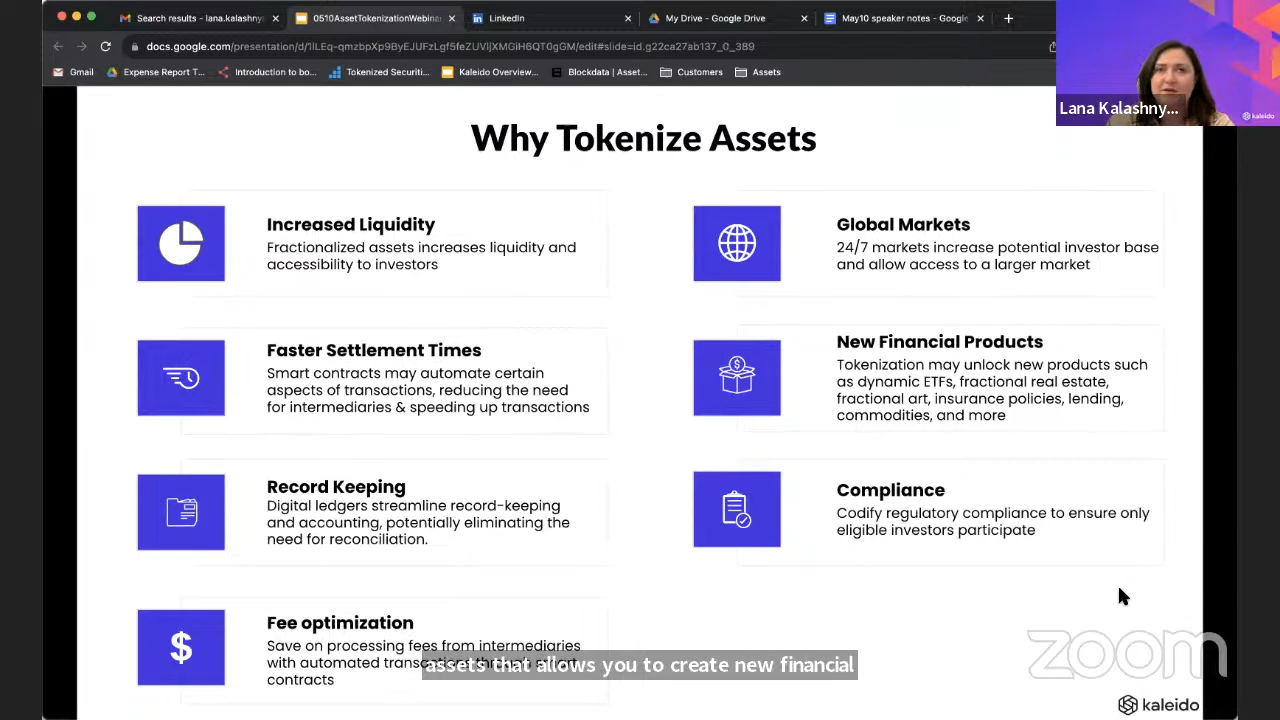 Search results - lana.kalashny
0510AssetTokenizationWebina
LinkedIn
My Drive - Google Drive
May10 speaker notes - Google
docs.google.com/presentation/d/
Gmail
Expense Report T...
Introduction to bo...
Tokenized Securiti...
Kaleido Overview...
Blockdata | Asset...
Customers
Assets
Lana Kalashny...
kaleido
Why Tokenize Assets
Increased Liquidity
Fractionalized assets increases liquidity and
accessibility to investors
Faster Settlement Times
Smart contracts may automate certain
aspects of transactions, reducing the need
for intermediaries & speeding up transactions
Record Keeping
Digital ledgers streamline record-keeping
and accounting, potentially eliminating the
need for reconciliation.
Fee optimization
Save on processing fees from intermediaries
with automated
contracts
Global Markets
24/7 markets increase potential investor base
and allow access to a larger market
New Financial Products
Tokenization may unlock new products such
as dynamic ETFs, fractional real estate,
fractional art, insurance policies, lending,
commodities, and more
Compliance
Codify regulatory compliance to ensure only
eligible investors participate
assets that allows you to create new financial
zoom
kaleido